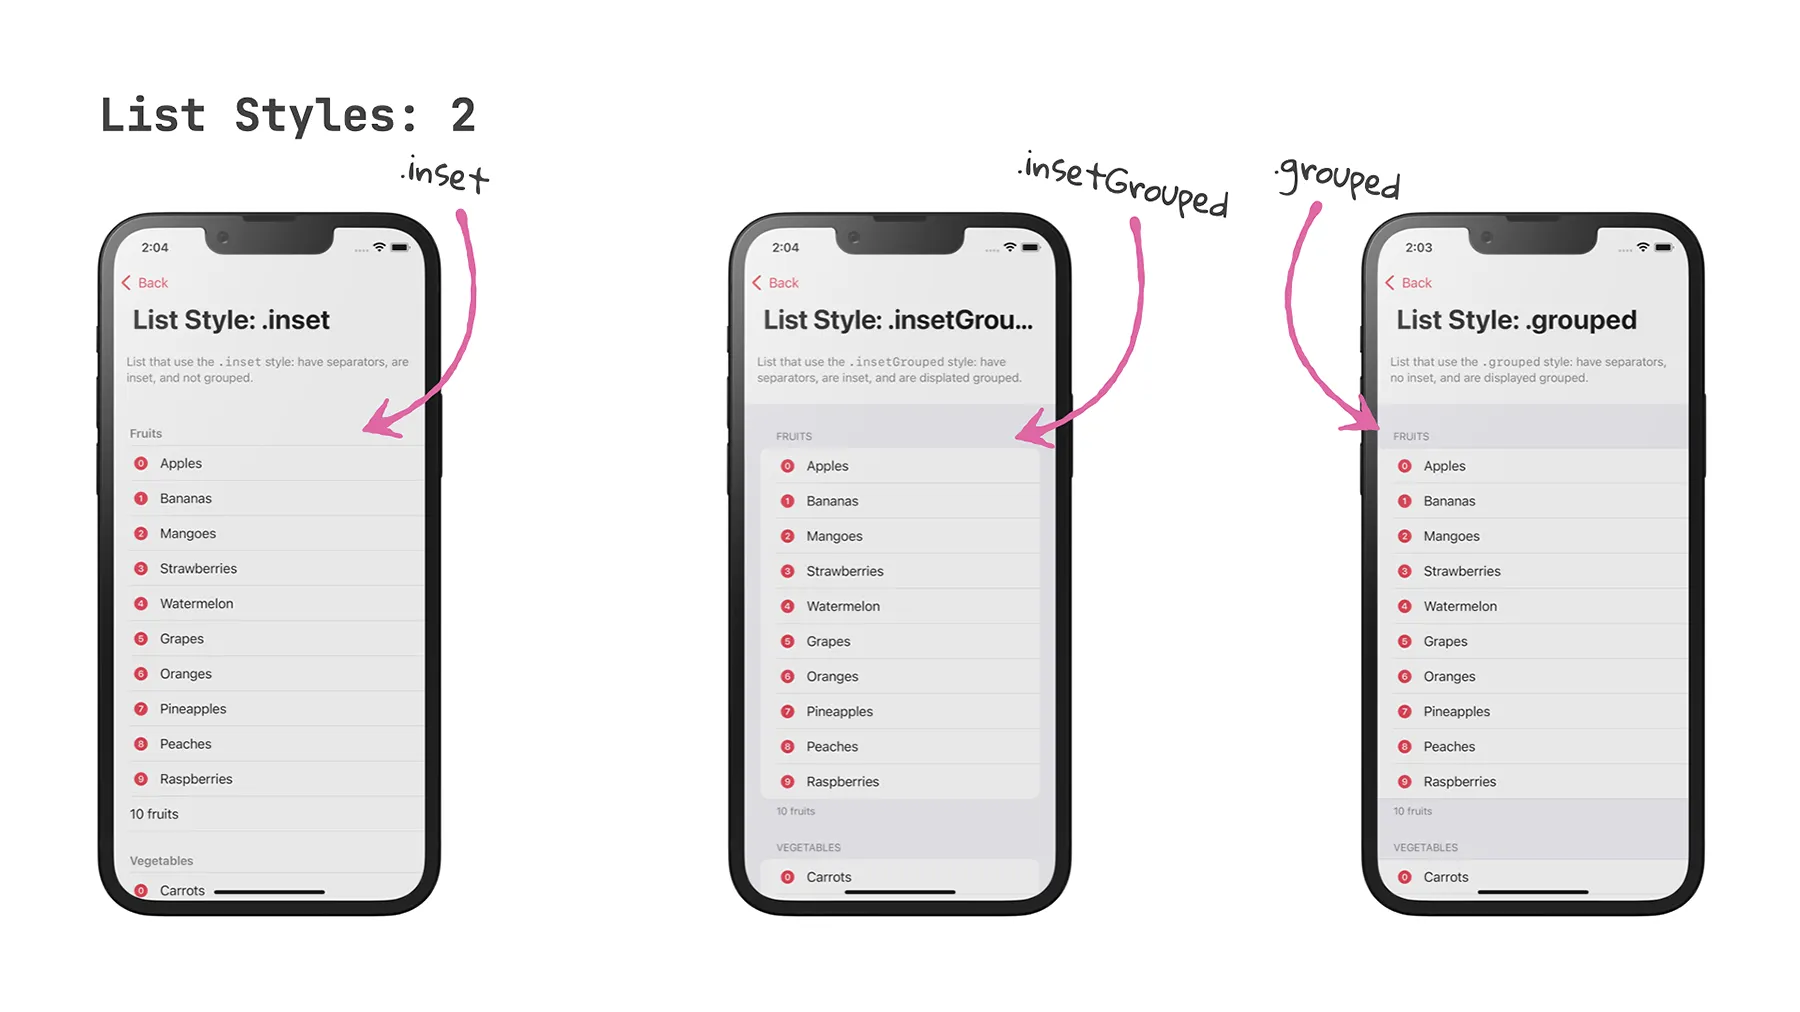 List Styles: 2
.inset
.insetGrouped
.grouped
2:04
Back
List Style: .inset
List that use the .inset style: have separators, are
inset, and not grouped.
Fruits
0 Apples
1 Bananas
2 Mangoes
3 Strawberries
4 Watermelon
5 Grapes
6 Oranges
7 Pineapples
8 Peaches
9 Raspberries
10 fruits
Vegetables
0 Carrots
2:04
Back
List Style: .insetGrou...
List that use the .insetGrouped style: have
separators, are inset, and are displated grouped.
FRUITS
0 Apples
1 Bananas
2 Mangoes
3 Strawberries
4 Watermelon
5 Grapes
6 Oranges
7 Pineapples
8 Peaches
9 Raspberries
10 fruits
VEGETABLES
0 Carrots
2:03
Back
List Style: .grouped
List that use the .grouped style: have separators,
no inset, and are displayed grouped.
FRUITS
0 Apples
1 Bananas
2 Mangoes
3 Strawberries
4 Watermelon
5 Grapes
6 Oranges
7 Pineapples
8 Peaches
9 Raspberries
10 fruits
VEGETABLES
0 Carrots